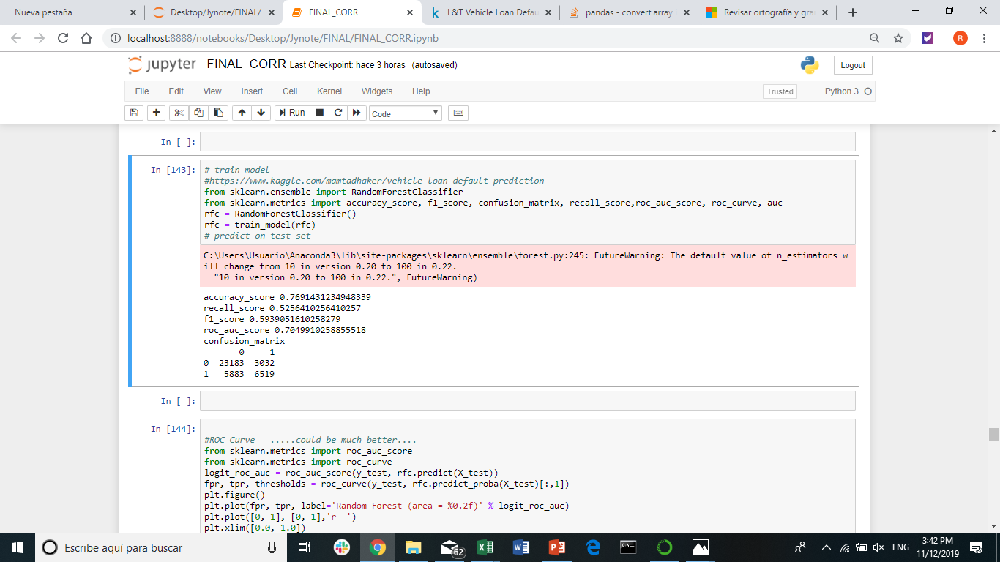 Nueva pestaña
Desktop/Jynote/FINAL/
FINAL_CORR
L&T Vehicle Loan Defau
pandas - convert array
Revisar ortografía y gra
localhost:8888/notebooks/Desktop/Jynote/FINAL/FINAL_CORR.ipynb
R
jupyter FINAL_CORR Last Checkpoint: hace 3 horas (autosaved)
Logout
File Edit View Insert Cell Kernel Widgets Help
Trusted
Python 3
Run
Code
In [ ]:
In [143]:
# train model
#https://www.kaggle.com/mamtadhaker/vehicle-loan-default-prediction
from sklearn.ensemble import RandomForestClassifier
from sklearn.metrics import accuracy_score, f1_score, confusion_matrix, recall_score,roc_auc_score, roc_curve, auc
rfc = RandomForestClassifier()
rfc = train_model(rfc)
# predict on test set
C:\Users\Usuario\Anaconda3\lib\site-packages\sklearn\ensemble\forest.py:245: FutureWarning: The default value of n_estimators w
ill change from 10 in version 0.20 to 100 in 0.22.
"10 in version 0.20 to 100 in 0.22.", FutureWarning)
accuracy_score 0.7691431234948339
recall_score 0.5256410256410257
f1_score 0.5939051610258279
roc_auc_score 0.7049910258855518
confusion_matrix
0 1
0 23183 3032
1 5883 6519
In [ ]:
In [144]:
#ROC Curve .....could be much better....
from sklearn.metrics import roc_auc_score
from sklearn.metrics import roc_curve
logit_roc_auc = roc_auc_score(y_test, rfc.predict(X_test))
fpr, tpr, thresholds = roc_curve(y_test, rfc.predict_proba(X_test)[:,1])
plt.figure()
plt.plot(fpr, tpr, label='Random Forest (area = %0.2f)' % logit_roc_auc)
plt.plot([0, 1], [0, 1],'r--')
plt.xlim([0.0, 1.0])
Escribe aquí para buscar
62
ENG
3:42 PM
11/12/2019